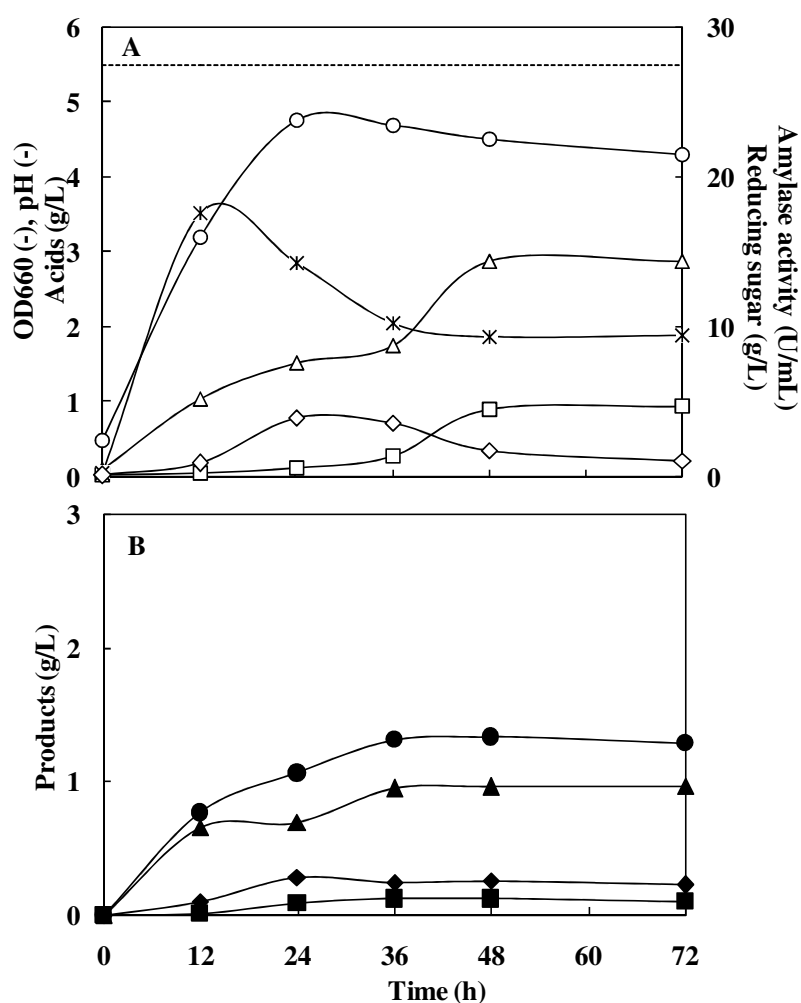 A
6
5
4
3
2
1
0
OD660 (-), pH (-)
Acids (g/L)
30
20
10
0
Amylase activity (U/mL)
Reducing sugar (g/L)
B
3
2
1
0
Products (g/L)
0 12 24 36 48 60 72
Time (h)